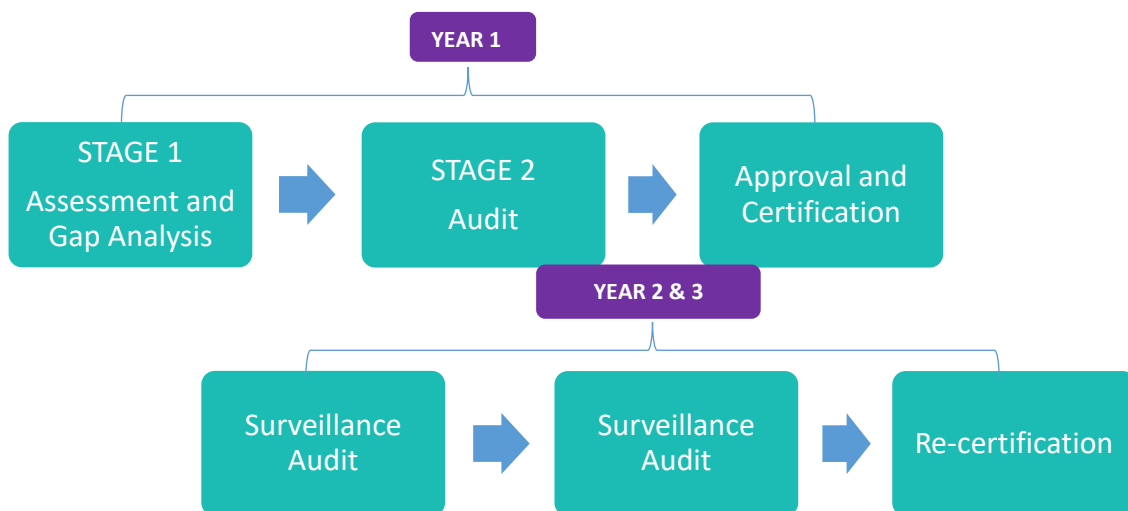 YEAR 1
STAGE 1
Assessment and
Gap Analysis
STAGE 2
Audit
Approval and
Certification
YEAR 2 & 3
Surveillance
Audit
Surveillance
Audit
Re-certification